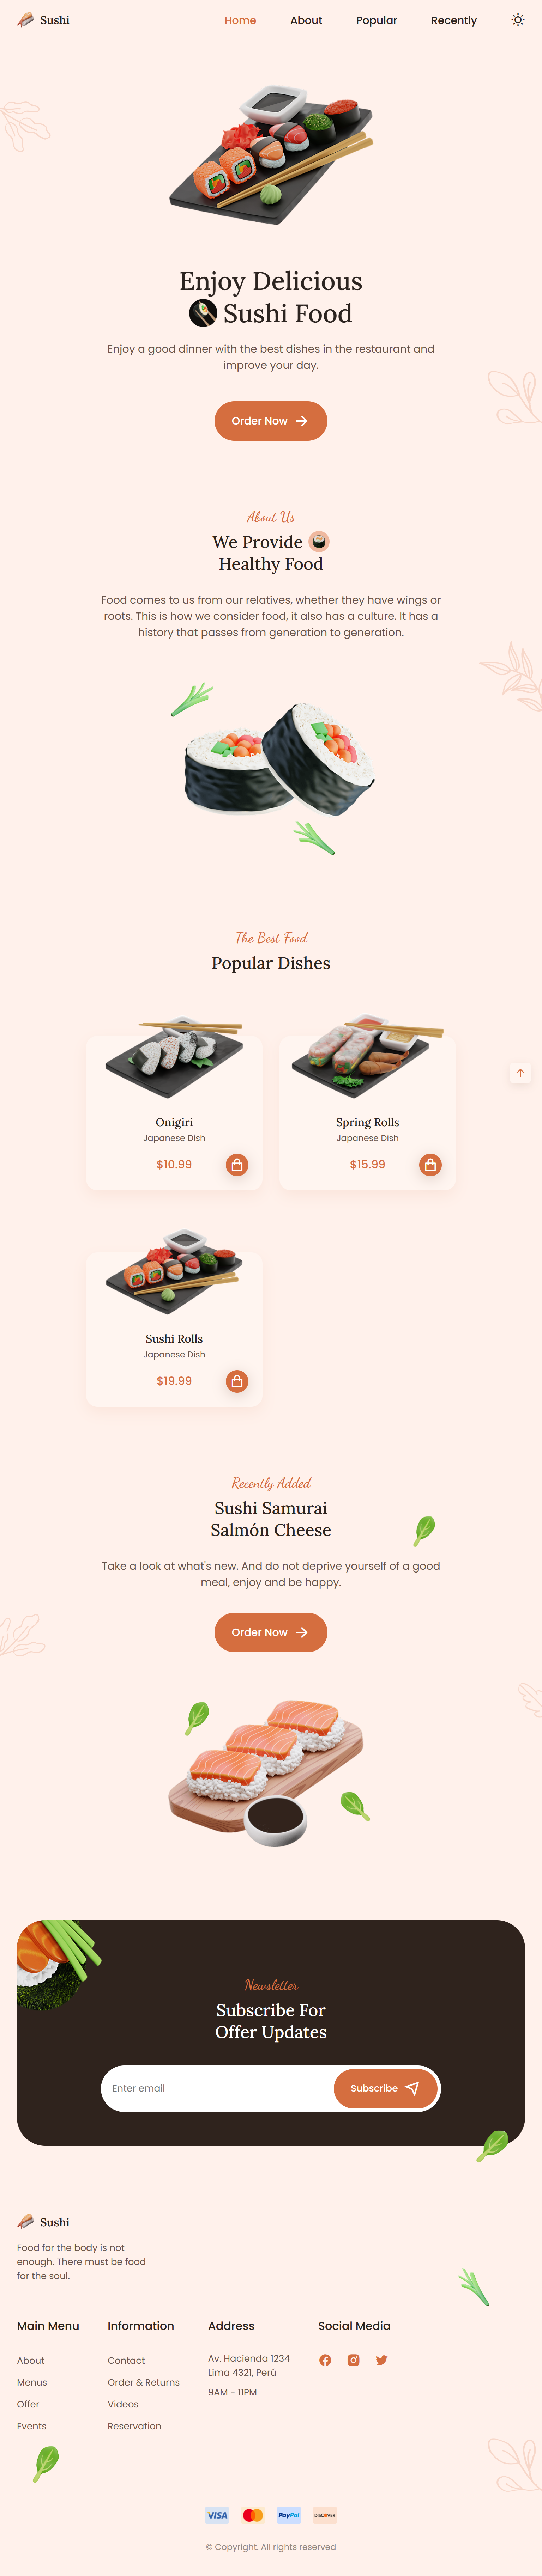 Sushi
Home
About
Popular
Recently
Enjoy Delicious
Sushi Food
Enjoy a good dinner with the best dishes in the restaurant and
improve your day.
Order Now
About Us
We Provide
Healthy Food
Food comes to us from our relatives, whether they have wings or
roots. This is how we consider food, it also has a culture. It has a
history that passes from generation to generation.
The Best Food
Popular Dishes
Onigiri
Japanese Dish
$10.99
Spring Rolls
Japanese Dish
$15.99
Sushi Rolls
Japanese Dish
$19.99
Recently Added
Sushi Samurai
Salmón Cheese
Take a look at what's new. And do not deprive yourself of a good
meal, enjoy and be happy.
Order Now
Newsletter
Subscribe For
Offer Updates
Enter email
Subscribe
Sushi
Food for the body is not
enough. There must be food
for the soul.
Main Menu
About
Menus
Offer
Events
Information
Contact
Order & Returns
Videos
Reservation
Address
Av. Hacienda 1234
Lima 4321, Perú
9AM - 11PM
Social Media
VISA
PayPal
DISCOVER
© Copyright. All rights reserved